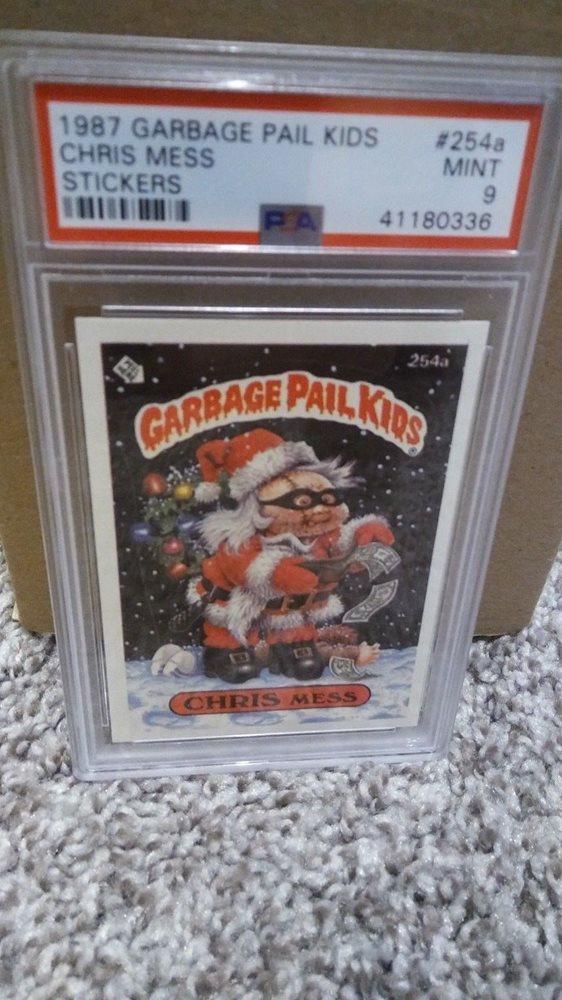 1987 GARBAGE PAIL KIDS #254a
CHRIS MESS MINT
STICKERS 9
PSA 41180336
254a
GARBAGE PAIL KIDS®
CHRIS MESS